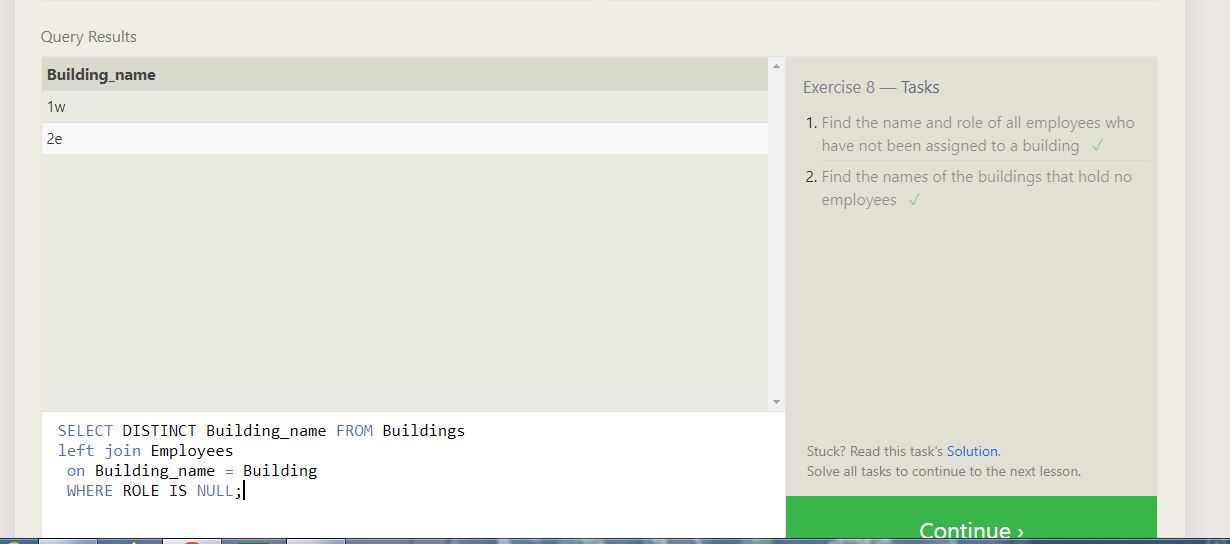 Query Results
Building_name
1w
2e
Exercise 8 — Tasks
1. Find the name and role of all employees who
have not been assigned to a building ✓
2. Find the names of the buildings that hold no
employees ✓
SELECT DISTINCT Building_name FROM Buildings
left join Employees
on Building_name = Building
WHERE ROLE IS NULL;
Stuck? Read this task's Solution.
Solve all tasks to continue to the next lesson.
Continue ›